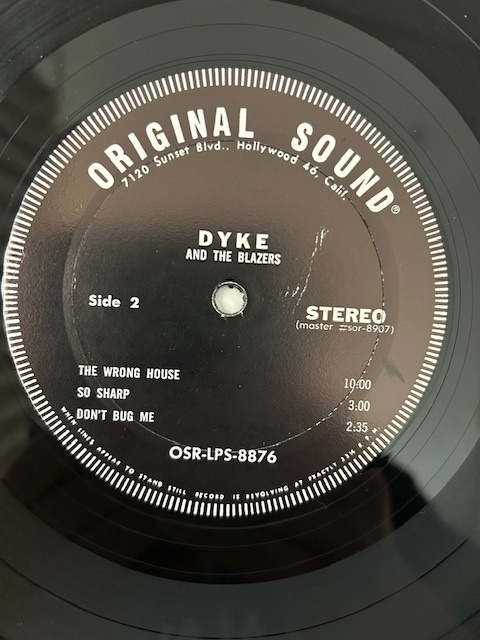 ORIGINAL SOUND®
7120 Sunset Blvd., Hollywood 46, Calif.
DYKE
AND THE BLAZERS
Side 2
STEREO
(master =sor-8907)
THE WRONG HOUSE 10:00
SO SHARP 3:00
DON'T BUG ME 2:35
OSR-LPS-8876
WHEN LINES APPEAR TO STAND STILL RECORD IS REVOLVING AT EXACTLY 33⅓ R.P.M.